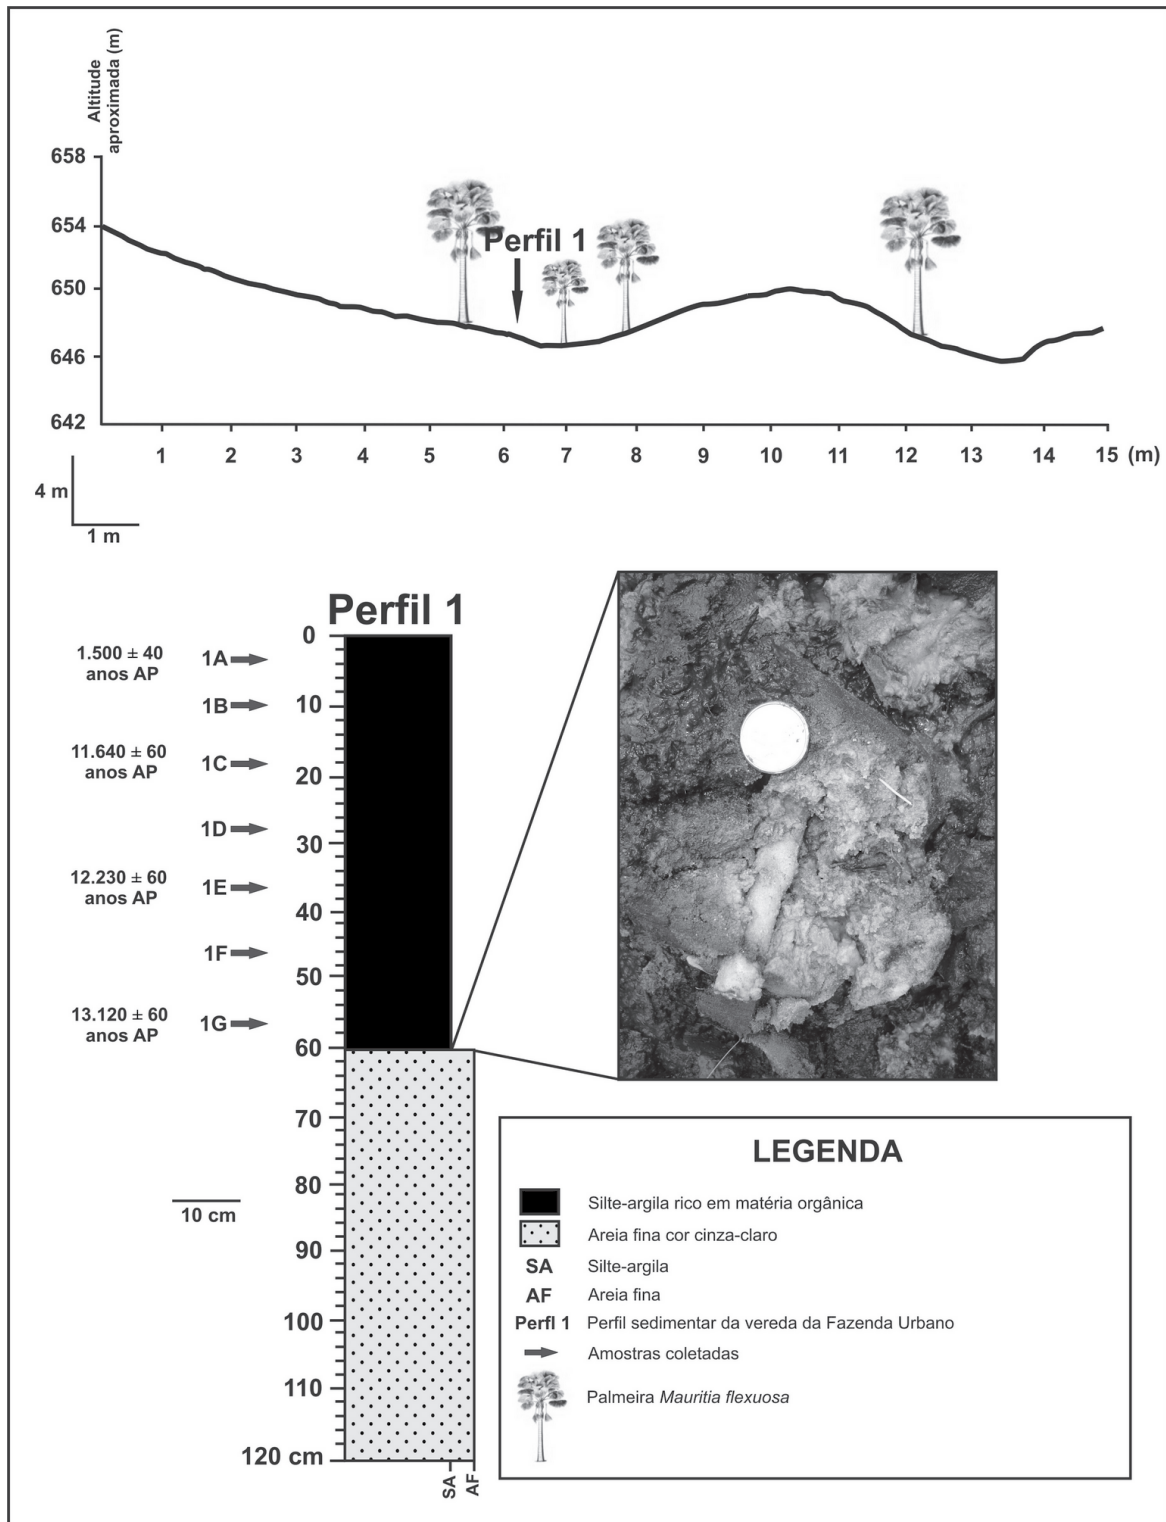 Altitude
aproximada (m)
658
654
650
646
642
Perfil 1
1 2 3 4 5 6 7 8 9 10 11 12 13 14 15 (m)
4 m
1 m
Perfil 1
0
10
20
30
40
50
60
70
80
90
100
110
120 cm
1.500 ± 40
anos AP
1A
1B
11.640 ± 60
anos AP
1C
1D
12.230 ± 60
anos AP
1E
1F
13.120 ± 60
anos AP
1G
10 cm
SA
AF
LEGENDA
Silte-argila rico em matéria orgânica
Areia fina cor cinza-claro
SA Silte-argila
AF Areia fina
Perfl 1 Perfil sedimentar da vereda da Fazenda Urbano
Amostras coletadas
Palmeira Mauritia flexuosa